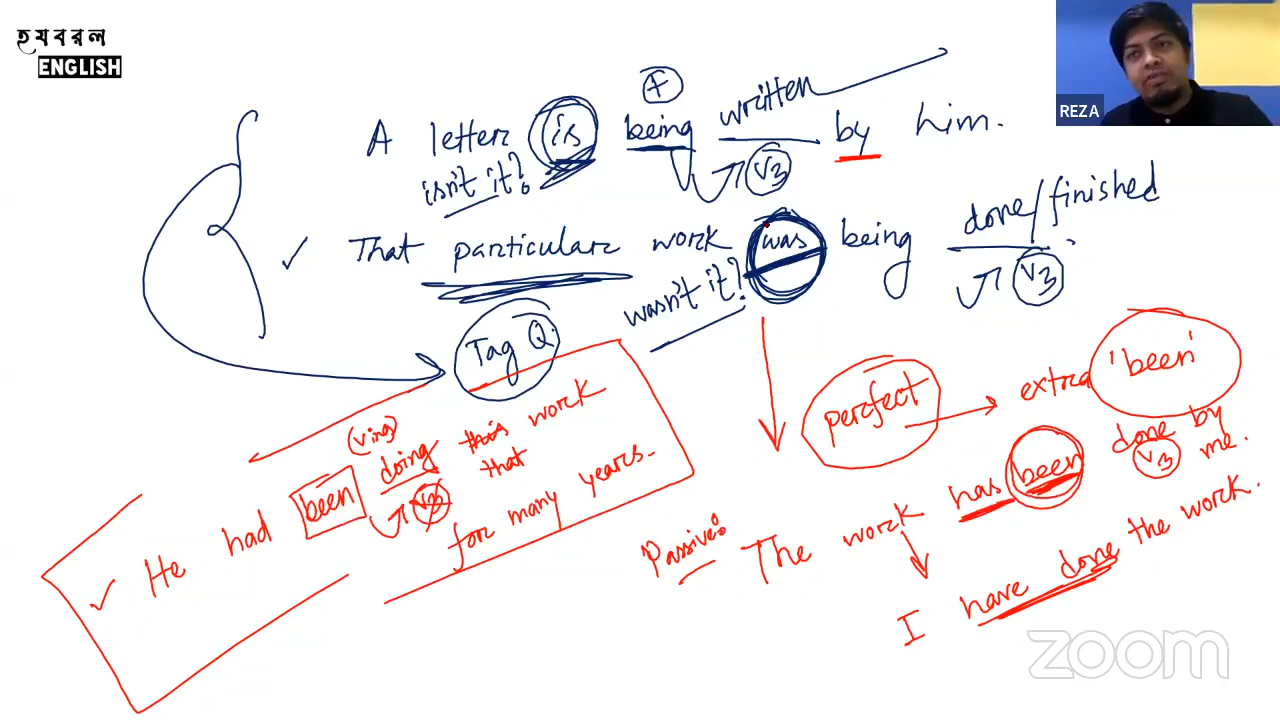 হযবরল
ENGLISH
REZA
+
A letter is being written by him.
isn't it?
V3
✓ That particular work was being done/finished
wasn't it?
V3
Tag Q.
perfect → extra 'been'
(Ving)
He had been doing this work
that
V3
for many years.
Passive: The work has been done by me.
V3
I have done the work.
zoom